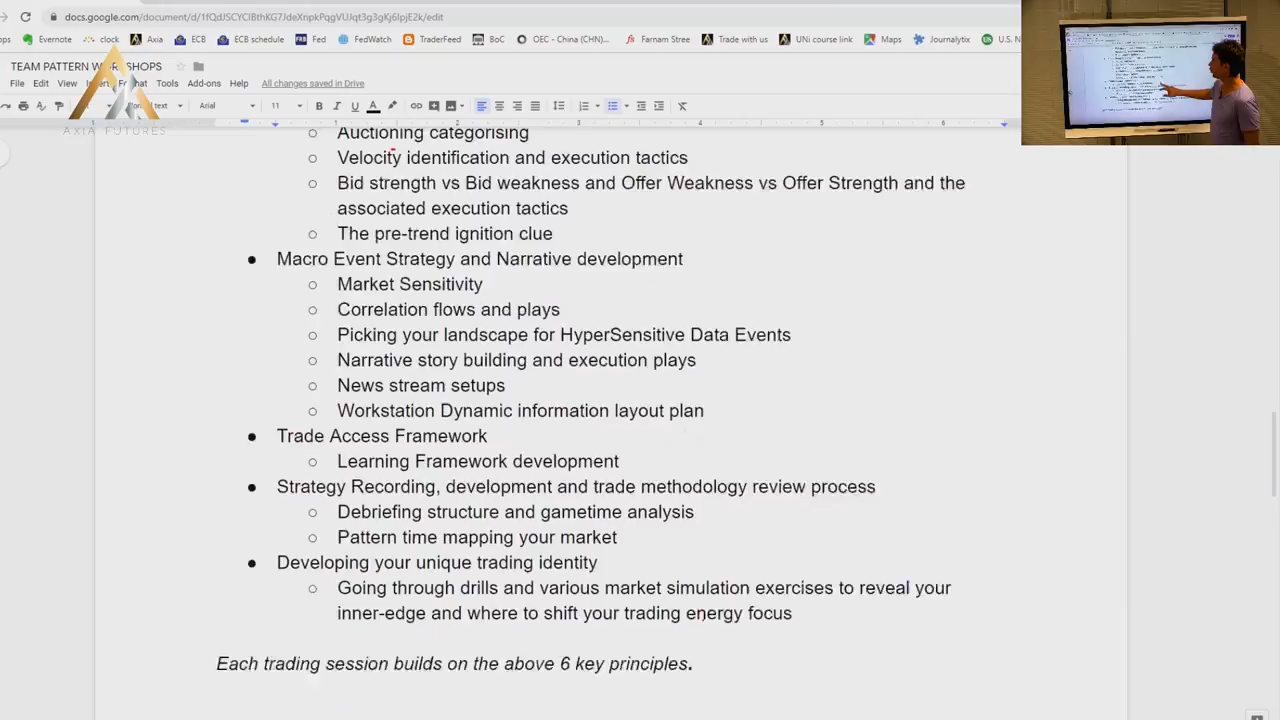 docs.google.com/document/d/1fQdJSCYClBthKG7JdeXnpkPqgVUJqt3g3gKj6IpjE2k/edit
Evernote clock Axia ECB ECB schedule Fed TraderFeed BoC C - China (CHN)... Farnam Stree Trade with us UNi course link Maps Journalytic U.S. N
TEAM PATTERN WORKSHOPS
File Edit View Format Tools Add-ons Help All changes saved in Drive
Arial B I U A
AXIA FUTURES
Auctioning categorising
Velocity identification and execution tactics
Bid strength vs Bid weakness and Offer Weakness vs Offer Strength and the
associated execution tactics
The pre-trend ignition clue
Macro Event Strategy and Narrative development
Market Sensitivity
Correlation flows and plays
Picking your landscape for HyperSensitive Data Events
Narrative story building and execution plays
News stream setups
Workstation Dynamic information layout plan
Trade Access Framework
Learning Framework development
Strategy Recording, development and trade methodology review process
Debriefing structure and gametime analysis
Pattern time mapping your market
Developing your unique trading identity
Going through drills and various market simulation exercises to reveal your
inner-edge and where to shift your trading energy focus
Each trading session builds on the above 6 key principles.